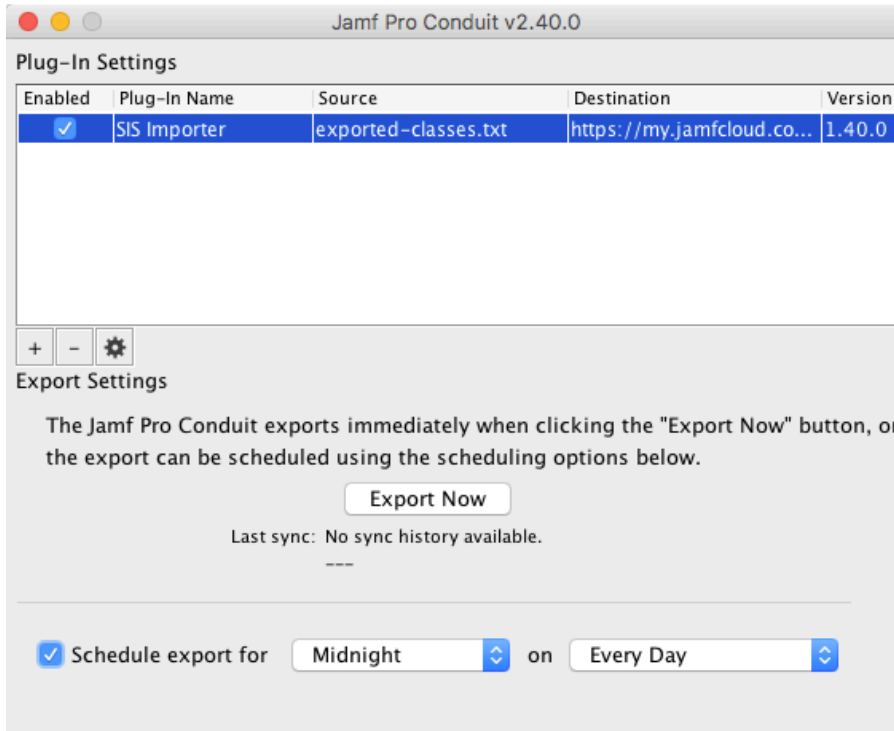 Jamf Pro Conduit v2.40.0
Plug-In Settings
Enabled Plug-In Name Source Destination Version
SIS Importer exported-classes.txt https://my.jamfcloud.co... 1.40.0
+ -
Export Settings
The Jamf Pro Conduit exports immediately when clicking the "Export Now" button, or
the export can be scheduled using the scheduling options below.
Export Now
Last sync: No sync history available.
---
Schedule export for Midnight on Every Day